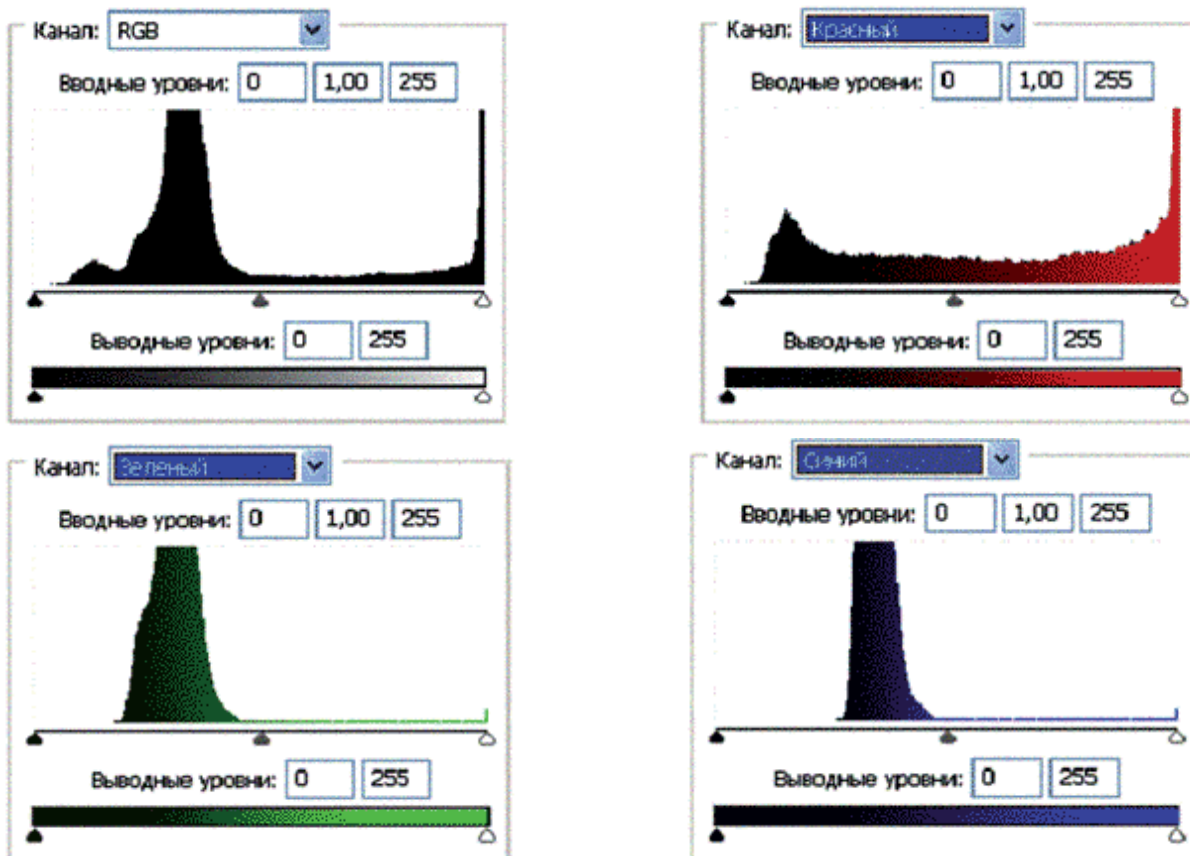 Канал: RGB
Вводные уровни: 0 1,00 255
Выводные уровни: 0 255
Канал: Красный
Вводные уровни: 0 1,00 255
Выводные уровни: 0 255
Канал: Зеленый
Вводные уровни: 0 1,00 255
Выводные уровни: 0 255
Канал: Синий
Вводные уровни: 0 1,00 255
Выводные уровни: 0 255